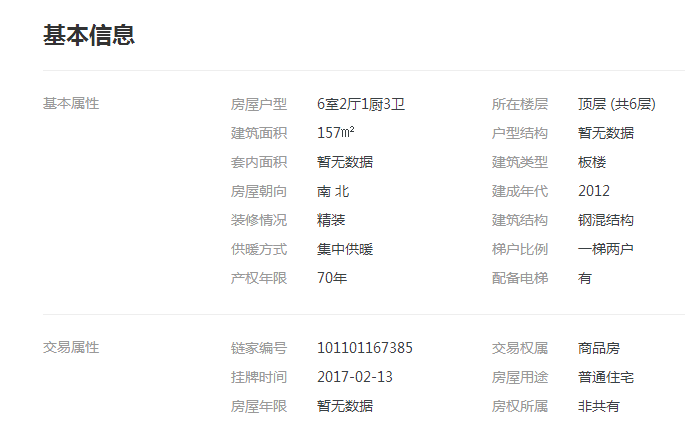 基本信息
基本属性 房屋户型 6室2厅1厨3卫 所在楼层 顶层 (共6层)
建筑面积 157㎡ 户型结构 暂无数据
套内面积 暂无数据 建筑类型 板楼
房屋朝向 南 北 建成年代 2012
装修情况 精装 建筑结构 钢混结构
供暖方式 集中供暖 梯户比例 一梯两户
产权年限 70年 配备电梯 有
交易属性 链家编号 101101167385 交易权属 商品房
挂牌时间 2017-02-13 房屋用途 普通住宅
房屋年限 暂无数据 房权所属 非共有